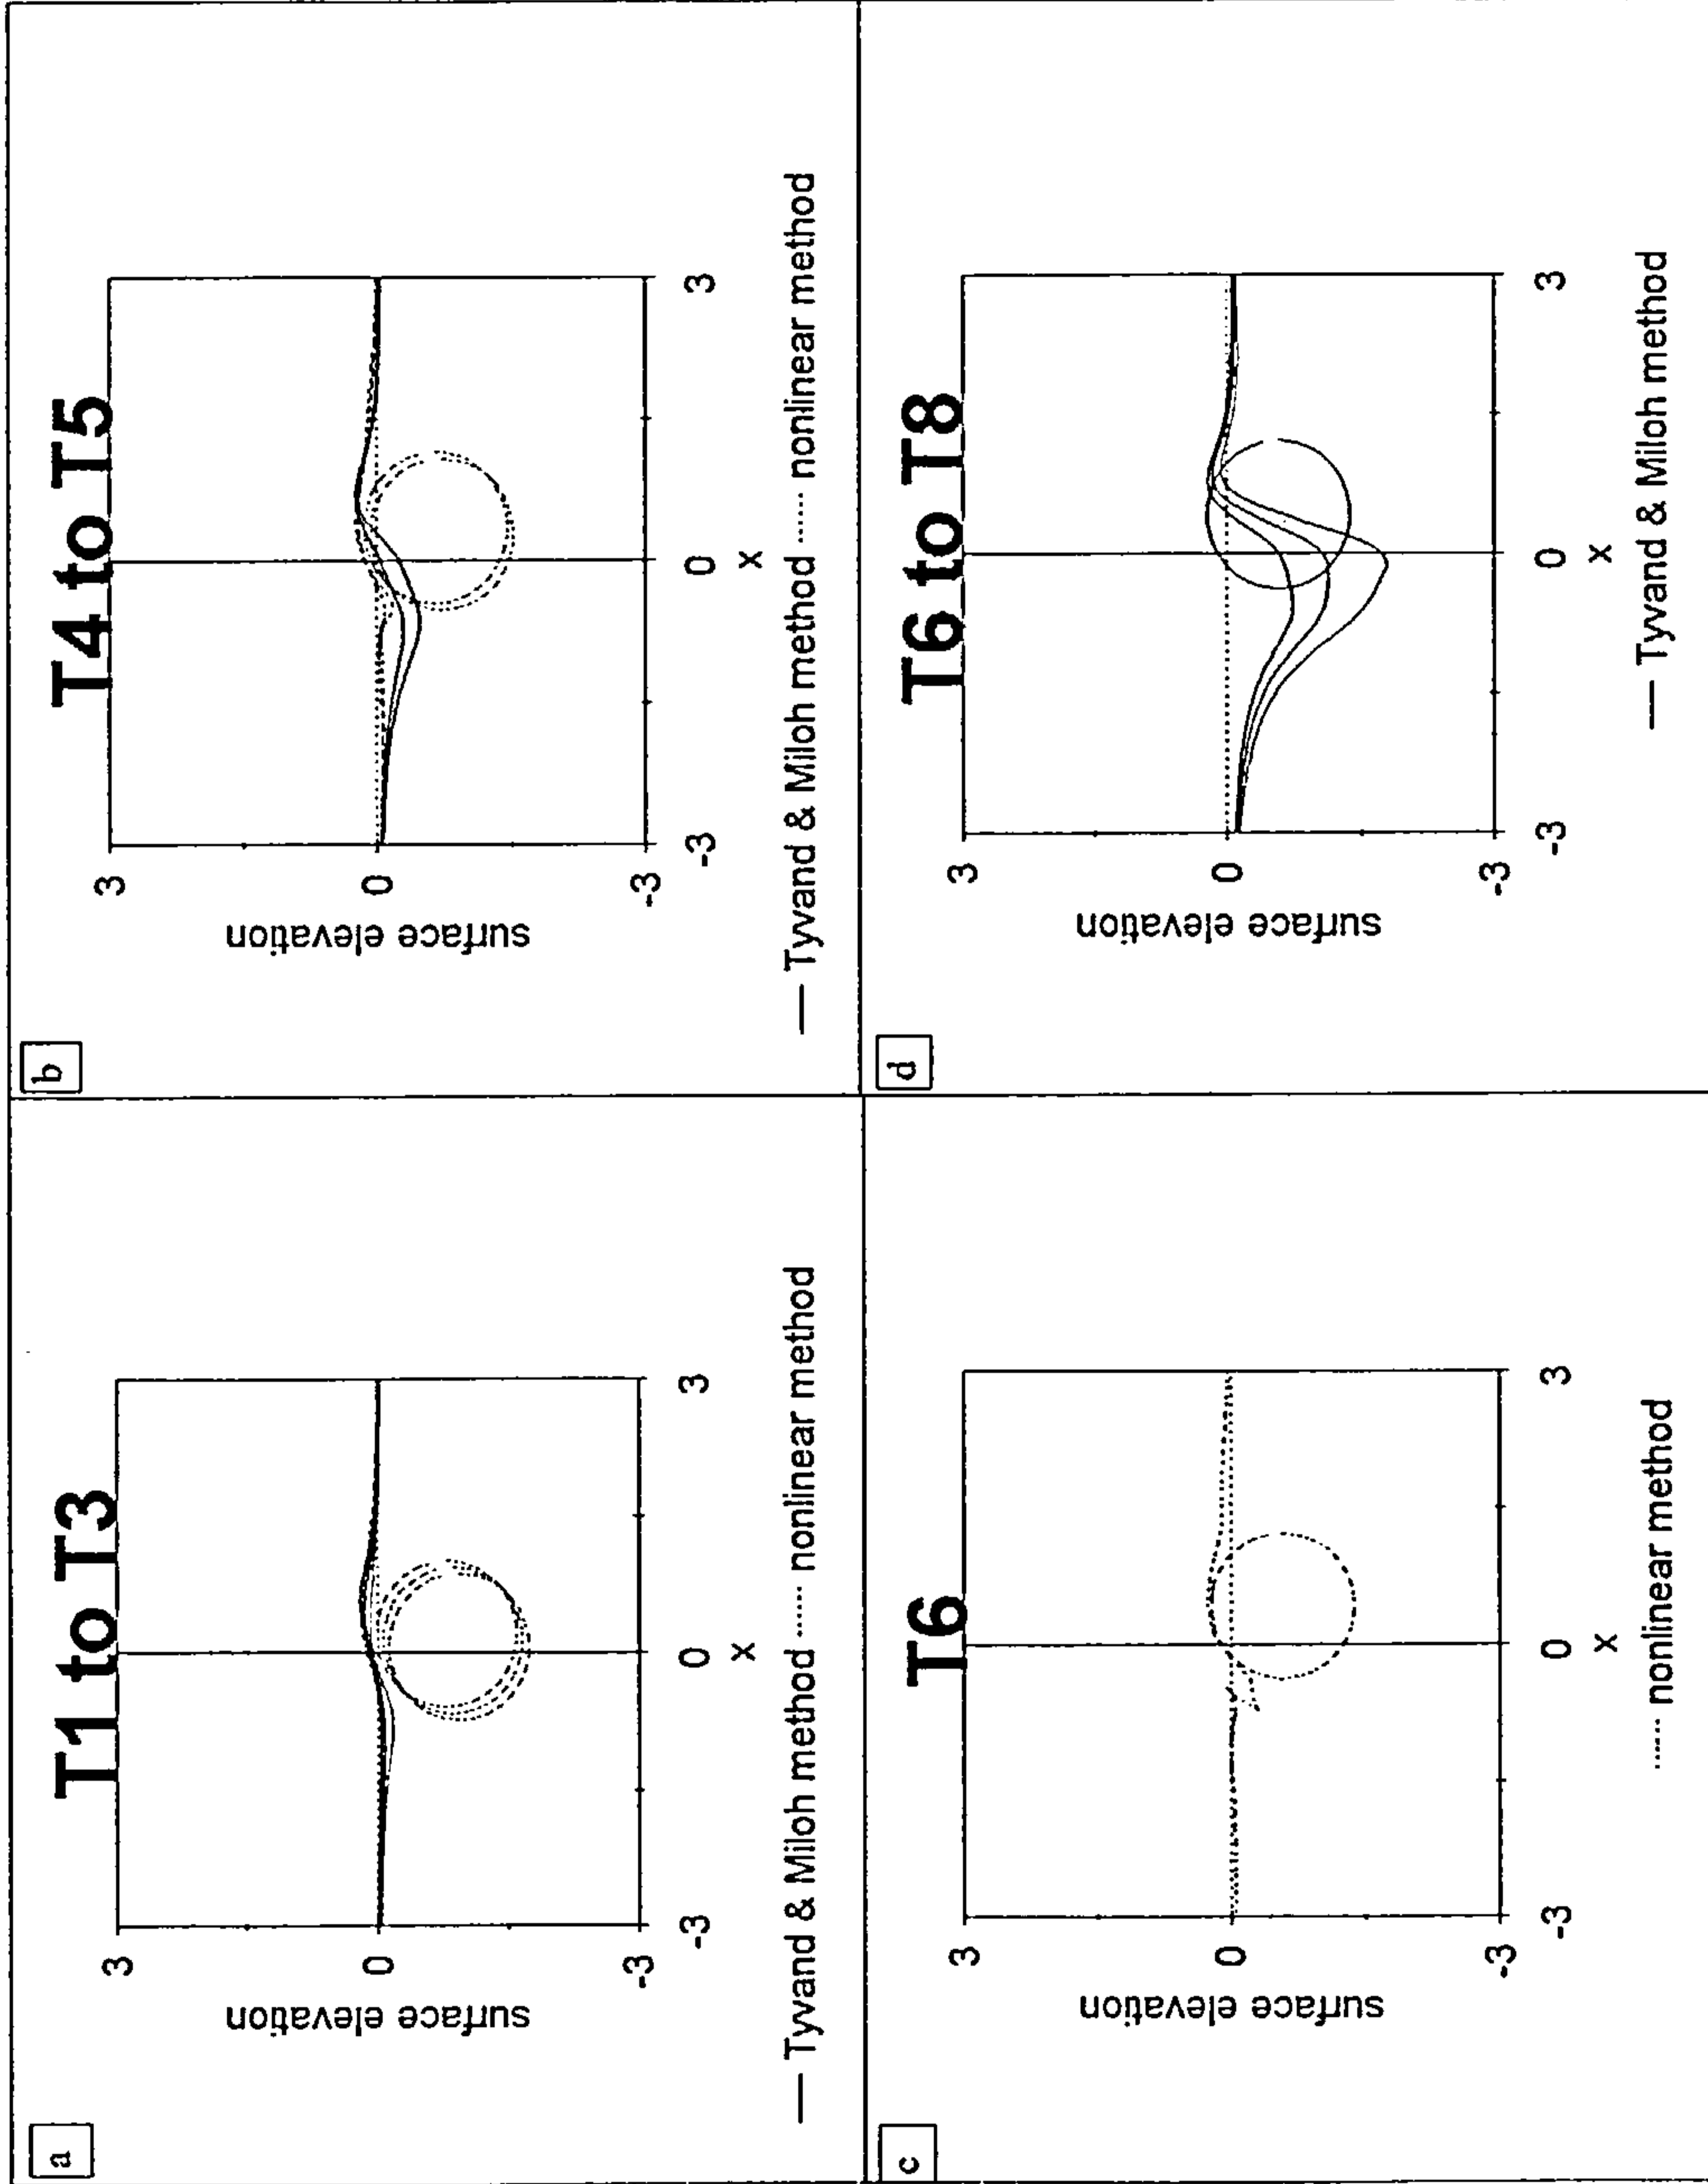 a
T1 to T3
3
0
-3
surface elevation
-3
0
3
x
— Tyvand & Miloh method ...... nonlinear method
b
T4 to T5
3
0
-3
surface elevation
-3
0
3
x
— Tyvand & Miloh method ...... nonlinear method
c
T6
3
0
-3
surface elevation
-3
0
3
x
...... nonlinear method
d
T6 to T8
3
0
-3
surface elevation
-3
0
3
x
— Tyvand & Miloh method